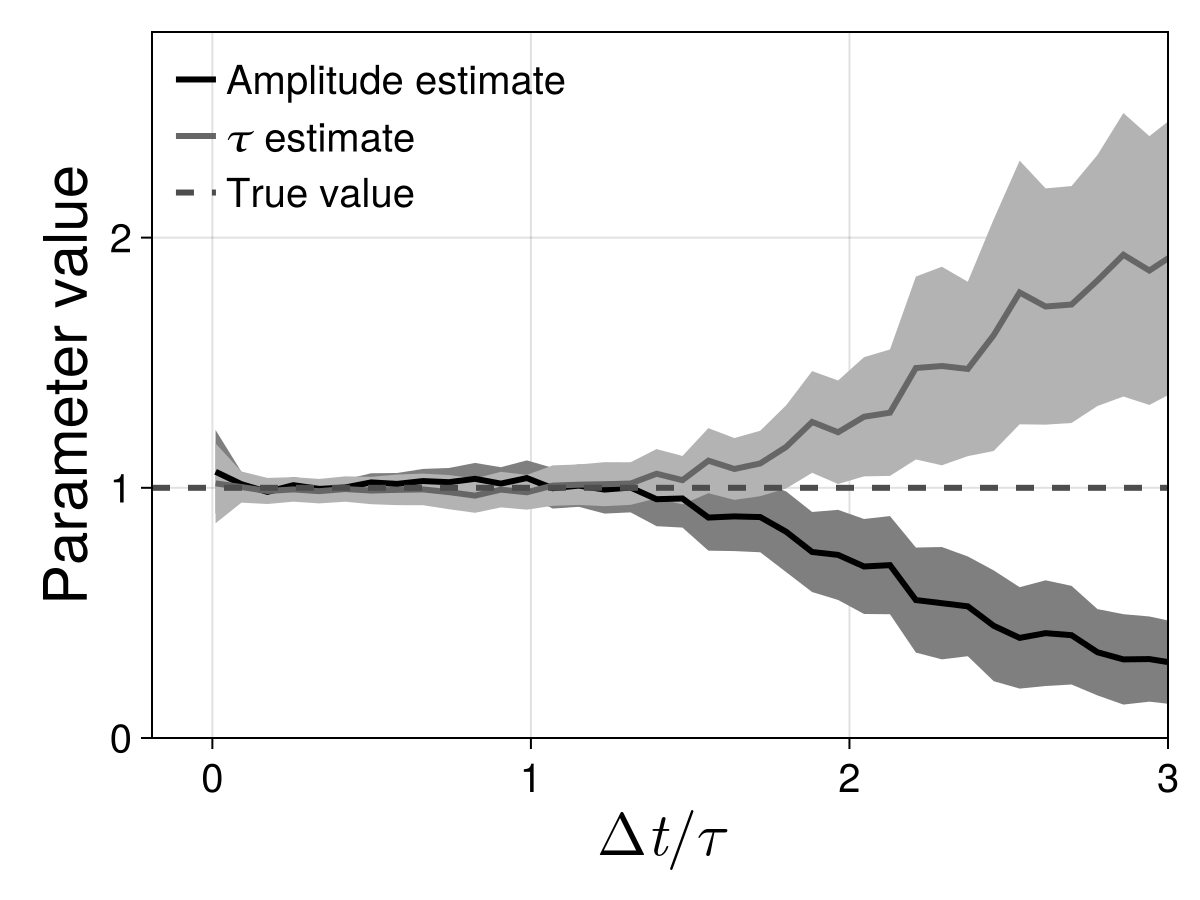 Amplitude estimate
τ estimate
True value
Parameter value
2
1
0
0 1 2 3
Δt/τ